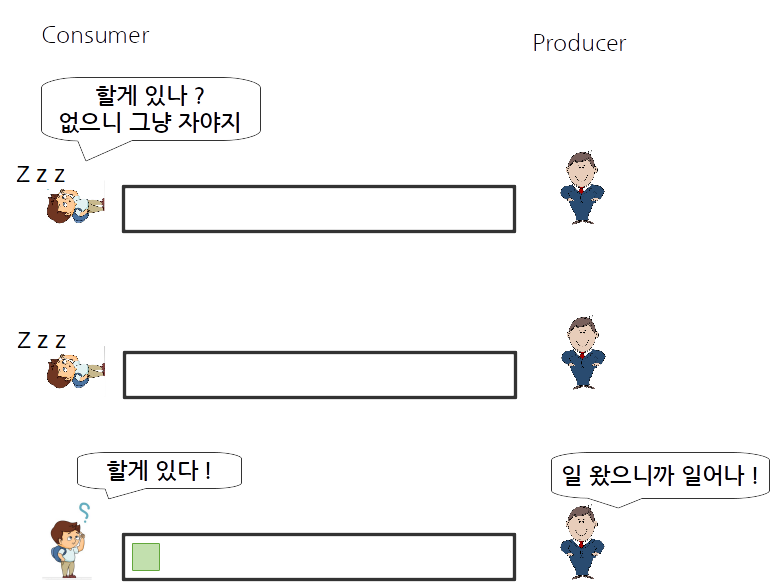 Consumer
Producer
할게 있나 ?
없으니 그냥 자야지
Z z z
Z z z
할게 있다 !
일 왔으니까 일어나 !